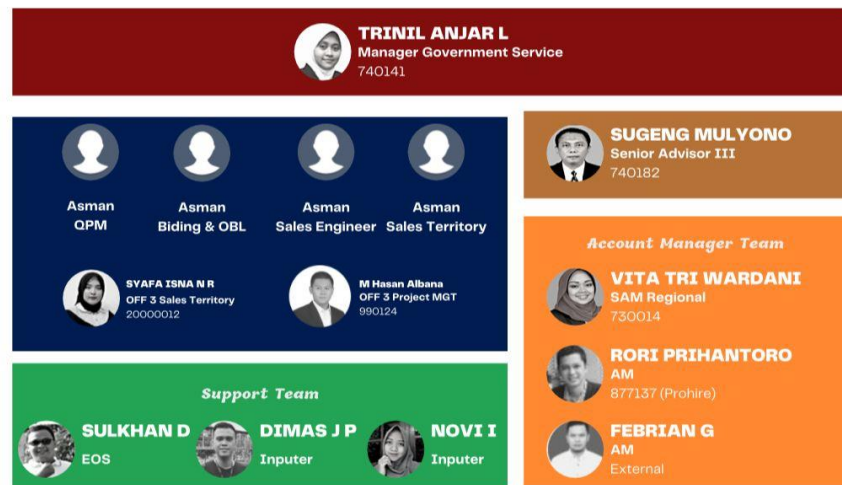 TRINIL ANJAR L
Manager Government Service
740141
Asman
QPM
Asman
Biding & OBL
Asman
Sales Engineer
Asman
Sales Territory
SYAFA ISNA N R
OFF 3 Sales Territory
20000012
M Hasan Albana
OFF 3 Project MGT
990124
SUGENG MULYONO
Senior Advisor III
740182
Account Manager Team
VITA TRI WARDANI
SAM Regional
730014
RORI PRIHANTORO
AM
877137 (Prohire)
FEBRIAN G
AM
External
Support Team
SULKHAN D
EOS
DIMAS J P
Inputer
NOVI I
Inputer